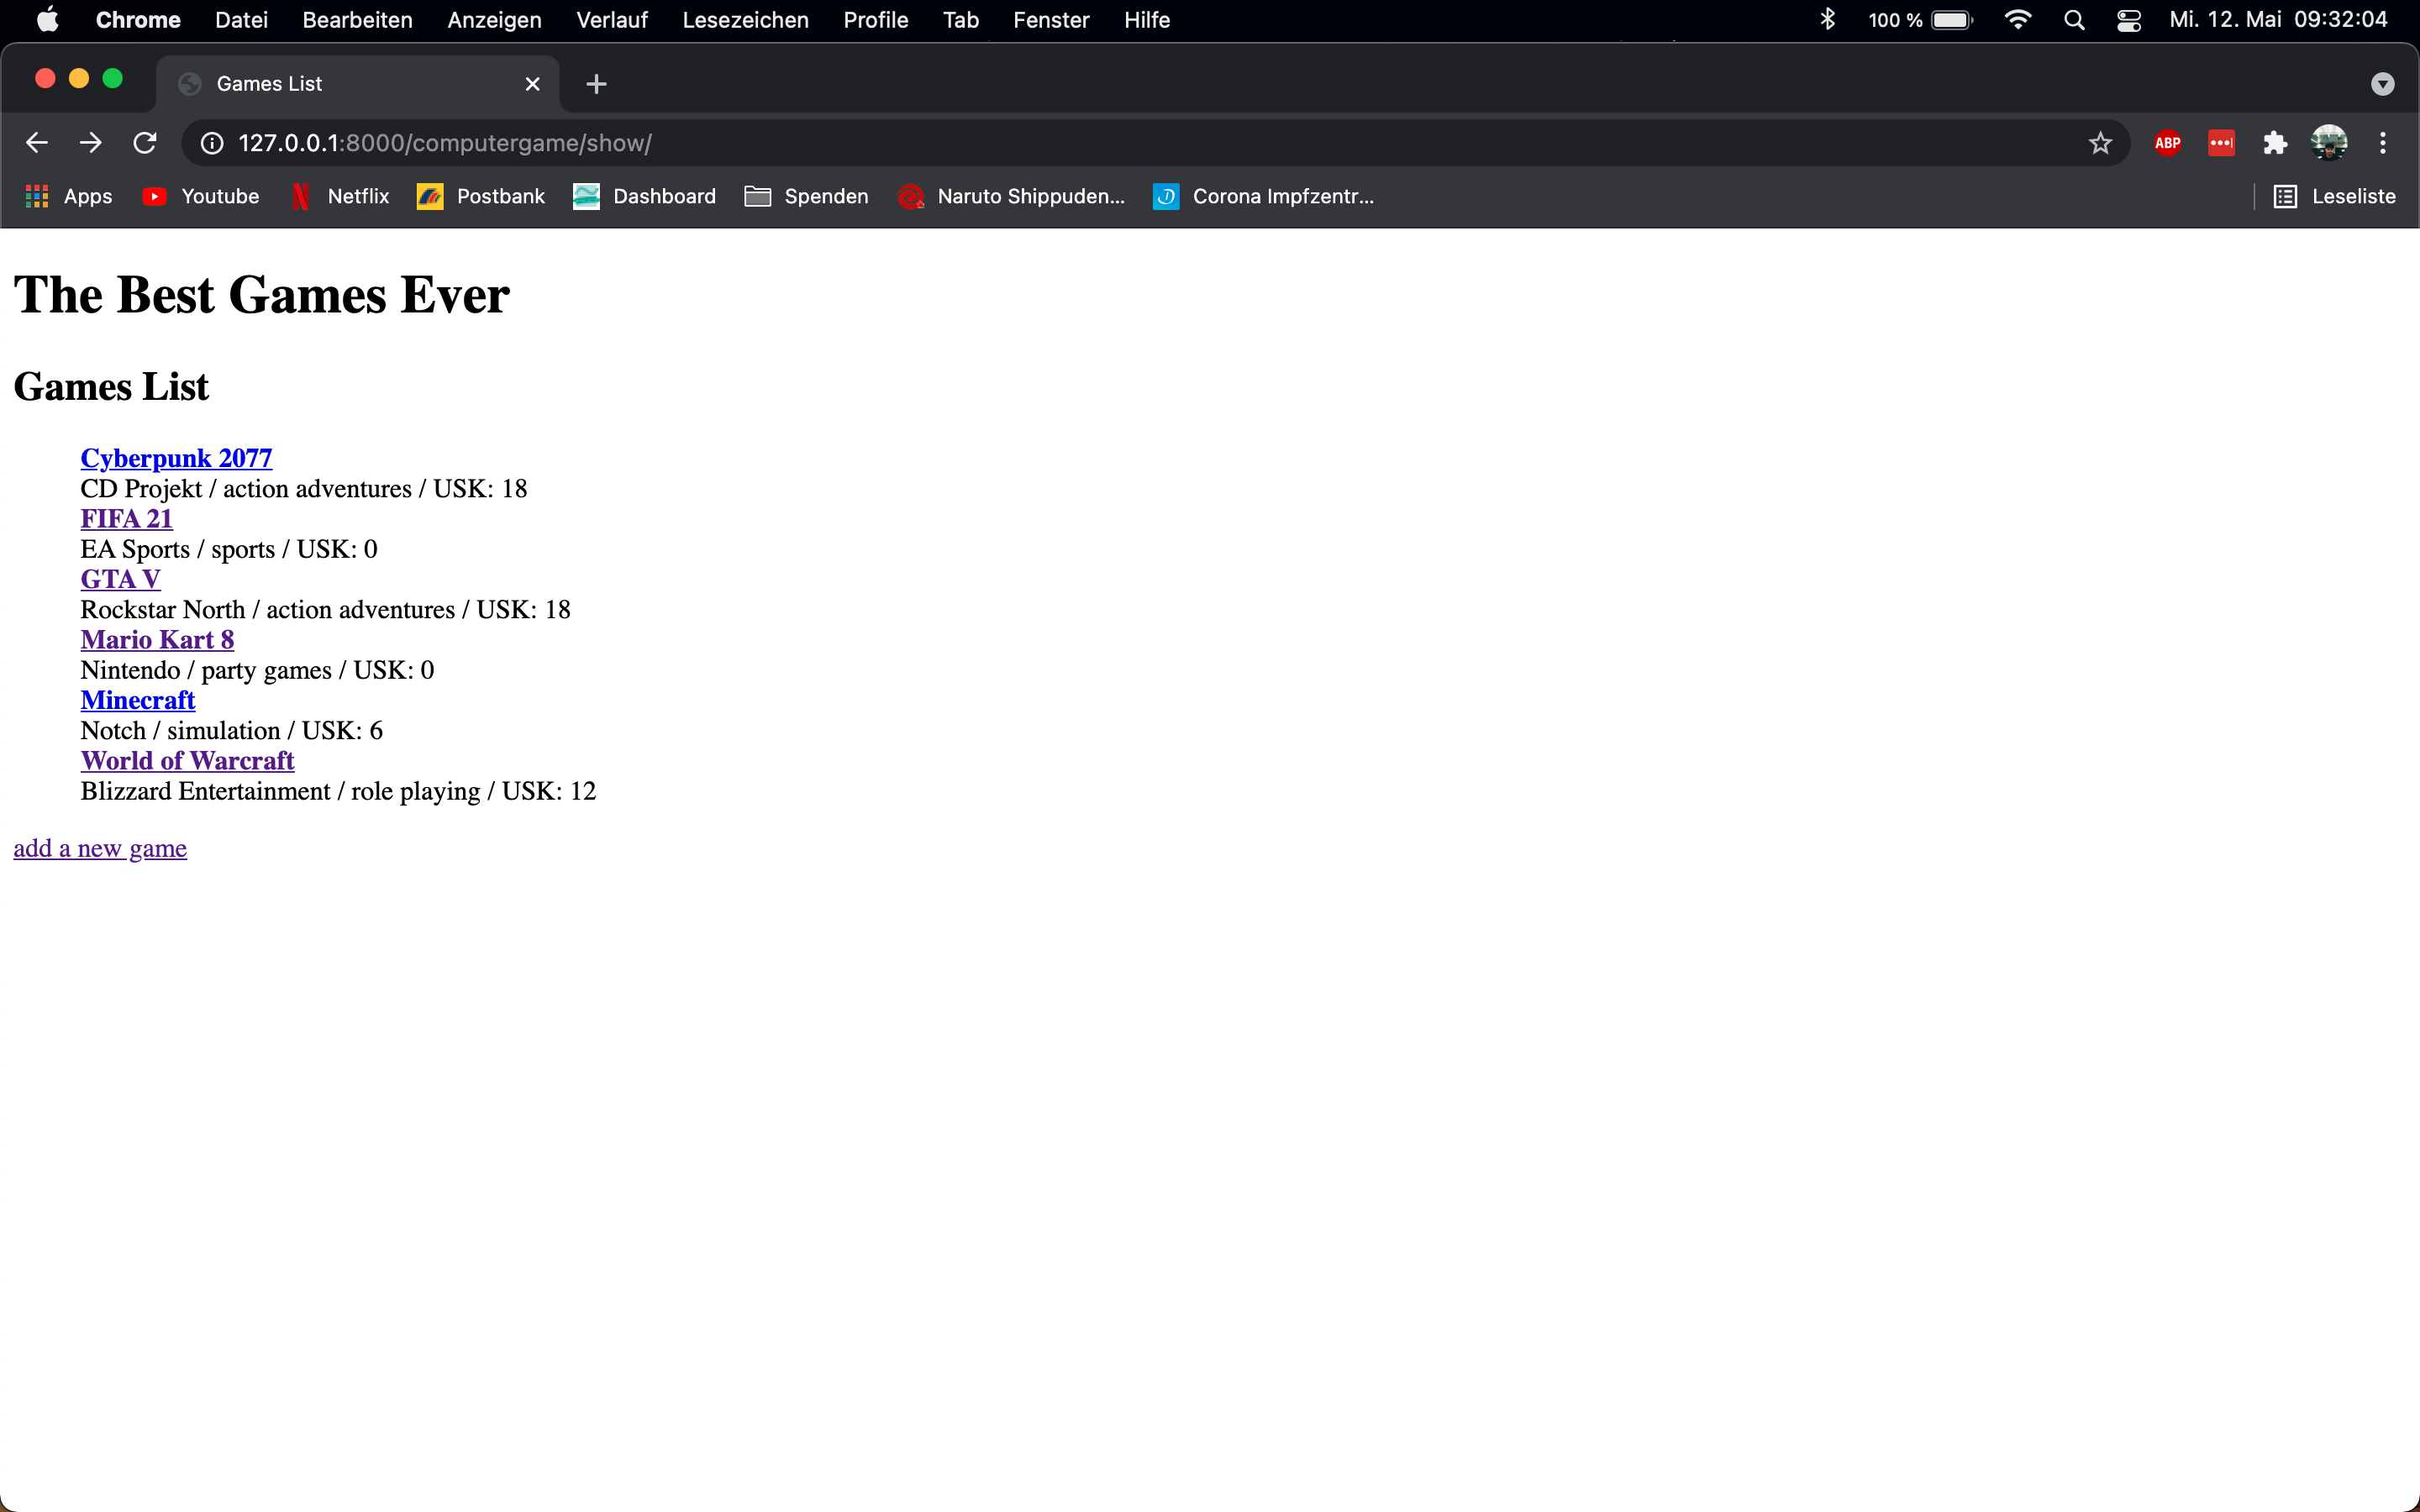 Chrome Datei Bearbeiten Anzeigen Verlauf Lesezeichen Profile Tab Fenster Hilfe 100 % Mi. 12. Mai 09:32:04
Games List
127.0.0.1:8000/computergame/show/ ABP
Apps Youtube Netflix Postbank Dashboard Spenden Naruto Shippuden... Corona Impfzentr... Leseliste
The Best Games Ever
Games List
Cyberpunk 2077
CD Projekt / action adventures / USK: 18
FIFA 21
EA Sports / sports / USK: 0
GTA V
Rockstar North / action adventures / USK: 18
Mario Kart 8
Nintendo / party games / USK: 0
Minecraft
Notch / simulation / USK: 6
World of Warcraft
Blizzard Entertainment / role playing / USK: 12
add a new game